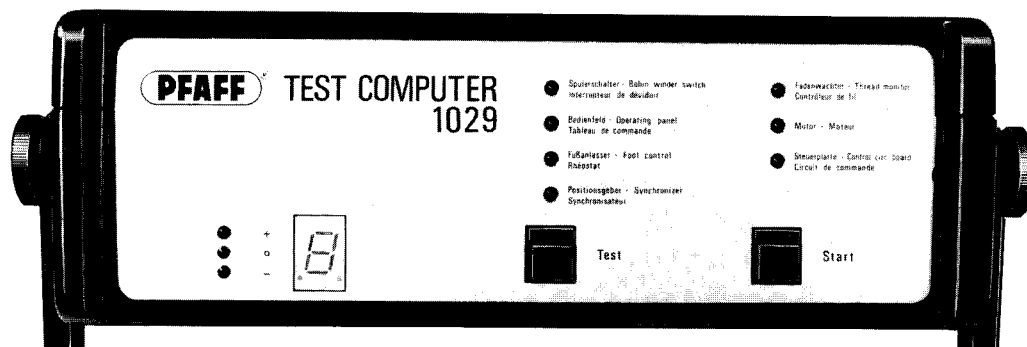 PFAFF TEST COMPUTER
1029
Spulerschalter - Bobin winder switch
Interrupteur de dévidoir
Bedienfeld - Operating panel
Tableau de commande
Fußanlasser - Foot control
Rhéostat
Positionsgeber - Synchronizer
Synchronisateur
Fadenwächter - Thread monitor
Contrôleur de fil
Motor - Moteur
Steuerplatte - Control circ board
Circuit de commande
+
o
–
8
Test
Start